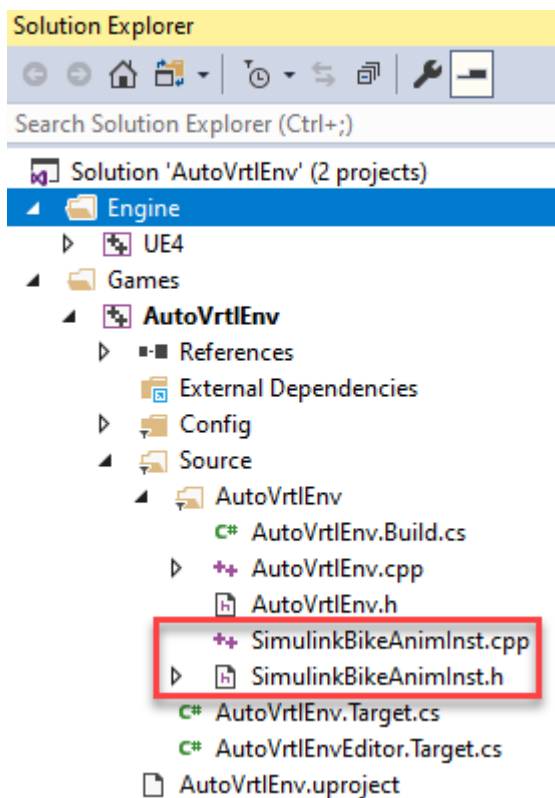 Solution Explorer
Search Solution Explorer (Ctrl+;)
Solution 'AutoVrtlEnv' (2 projects)
Engine
UE4
Games
AutoVrtlEnv
References
External Dependencies
Config
Source
AutoVrtlEnv
C# AutoVrtlEnv.Build.cs
++ AutoVrtlEnv.cpp
h AutoVrtlEnv.h
++ SimulinkBikeAnimInst.cpp
h SimulinkBikeAnimInst.h
C# AutoVrtlEnv.Target.cs
C# AutoVrtlEnvEditor.Target.cs
AutoVrtlEnv.uproject